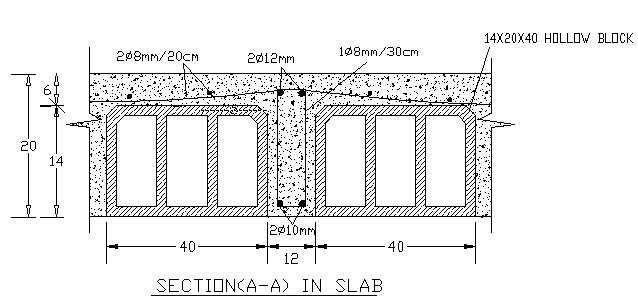 14X20X40 HOLLOW BLOCK
2Ø8mm/20cm
2Ø12mm
1Ø8mm/30cm
6
20
14
2Ø10mm
40
12
40
SECTION(A-A) IN SLAB